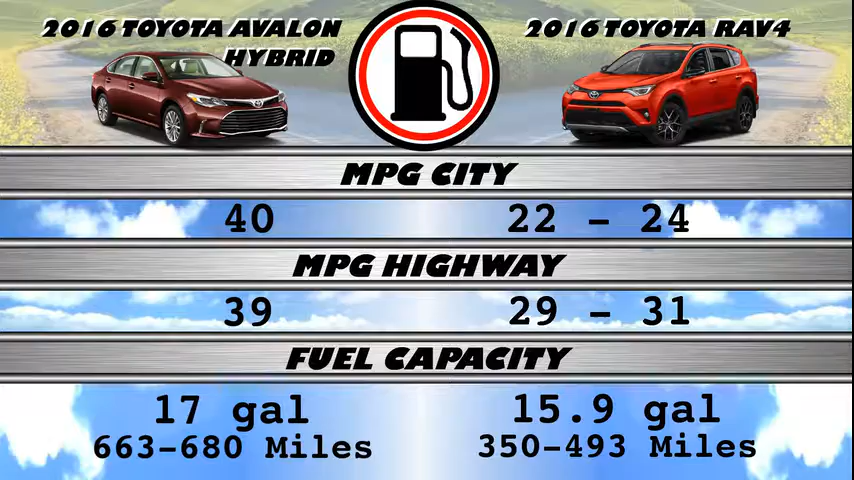 2016 TOYOTA AVALON
HYBRID
2016 TOYOTA RAV4
MPG CITY
40
22 - 24
MPG HIGHWAY
39
29 - 31
FUEL CAPACITY
17 gal
15.9 gal
663-680 Miles
350-493 Miles